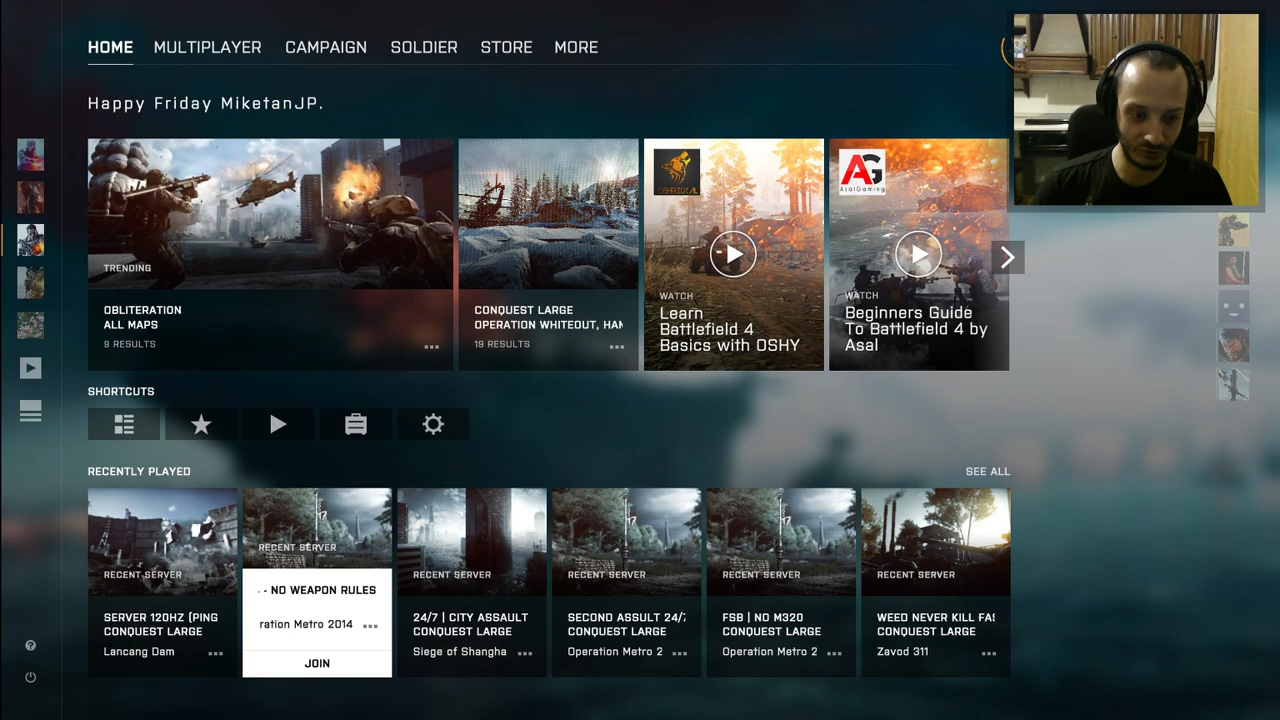 HOME MULTIPLAYER CAMPAIGN SOLDIER STORE MORE
Happy Friday MiketanJP.
TRENDING
OBLITERATION
ALL MAPS
9 RESULTS
CONQUEST LARGE
OPERATION WHITEOUT, HAN
19 RESULTS
OSHRIKAL
WATCH
Learn
Battlefield 4
Basics with OSHY
AG
AsalGaming
WATCH
Beginners Guide
To Battlefield 4 by
Asal
SHORTCUTS
RECENTLY PLAYED
SEE ALL
RECENT SERVER
SERVER 120HZ (PING
CONQUEST LARGE
Lancang Dam
RECENT SERVER
- NO WEAPON RULES
ration Metro 2014
JOIN
RECENT SERVER
24/7 | CITY ASSAULT
CONQUEST LARGE
Siege of Shangha
RECENT SERVER
SECOND ASSULT 24/7
CONQUEST LARGE
Operation Metro 2
RECENT SERVER
FSB | NO M320
CONQUEST LARGE
Operation Metro 2
RECENT SERVER
WEED NEVER KILL FAS
CONQUEST LARGE
Zavod 311